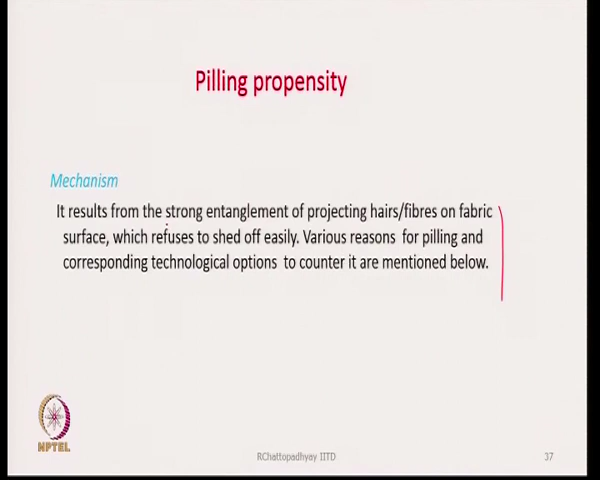 Pilling propensity
Mechanism
It results from the strong entanglement of projecting hairs/fibres on fabric
surface, which refuses to shed off easily. Various reasons for pilling and
corresponding technological options to counter it are mentioned below.
NPTEL
RChattopadhyay IITD
37